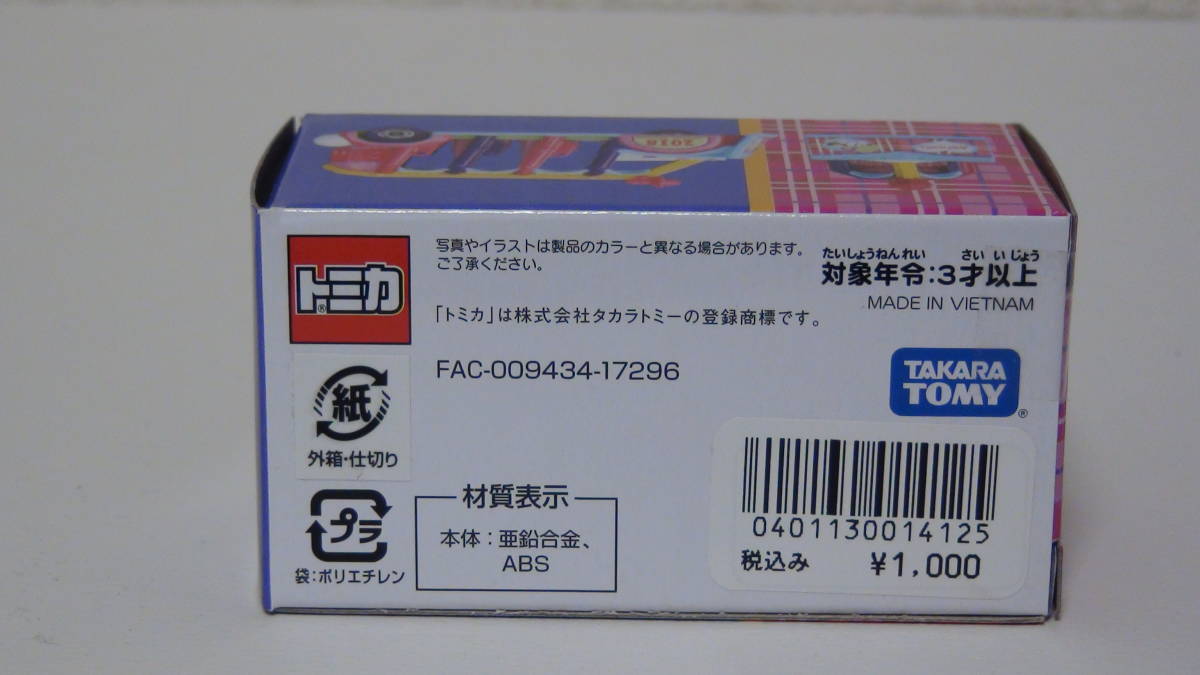 2018
トミカ®
写真やイラストは製品のカラーと異なる場合があります。
ご了承ください。
「トミカ」は株式会社タカラトミーの登録商標です。
FAC-009434-17296
たいしょうねんれい さい い じょう
対象年令:3才以上
MADE IN VIETNAM
TAKARA
TOMY®
紙
外箱・仕切り
プラ
袋:ポリエチレン
材質表示
本体:亜鉛合金、
ABS
0401130014125
税込み ¥1,000